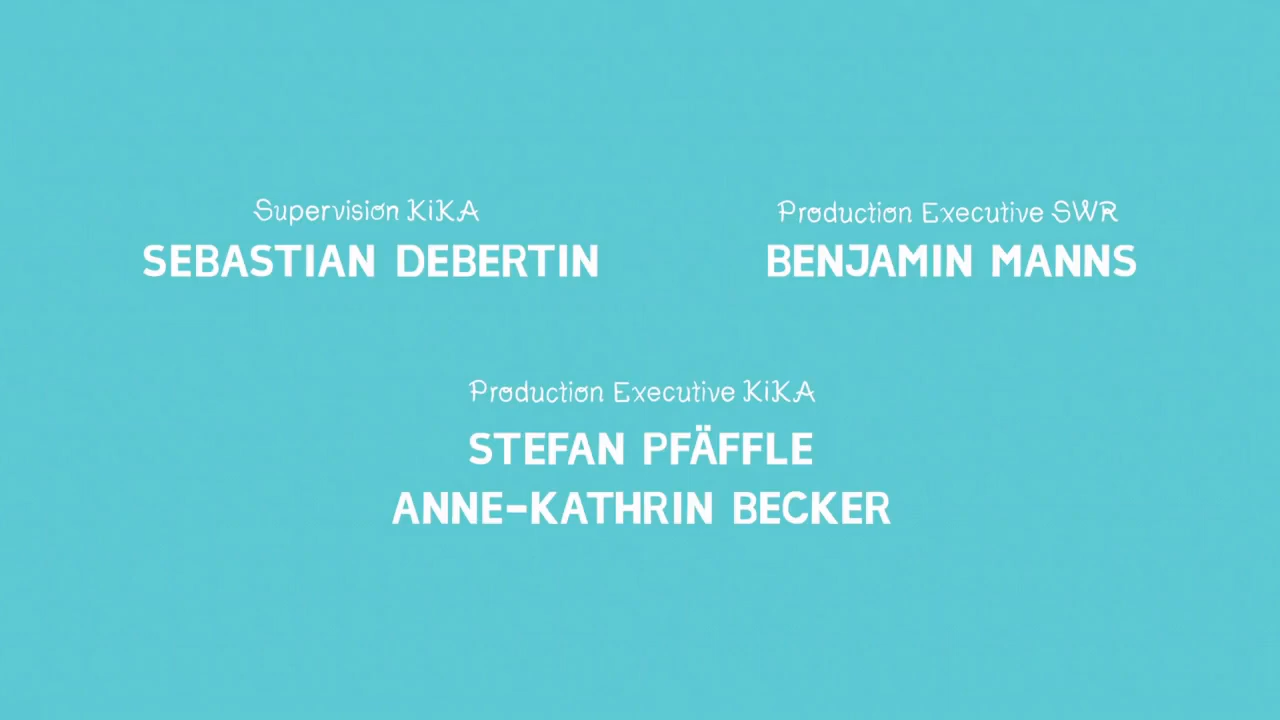 Supervision KiKA
SEBASTIAN DEBERTIN
Production Executive SWR
BENJAMIN MANNS
Production Executive KiKA
STEFAN PFÄFFLE
ANNE-KATHRIN BECKER